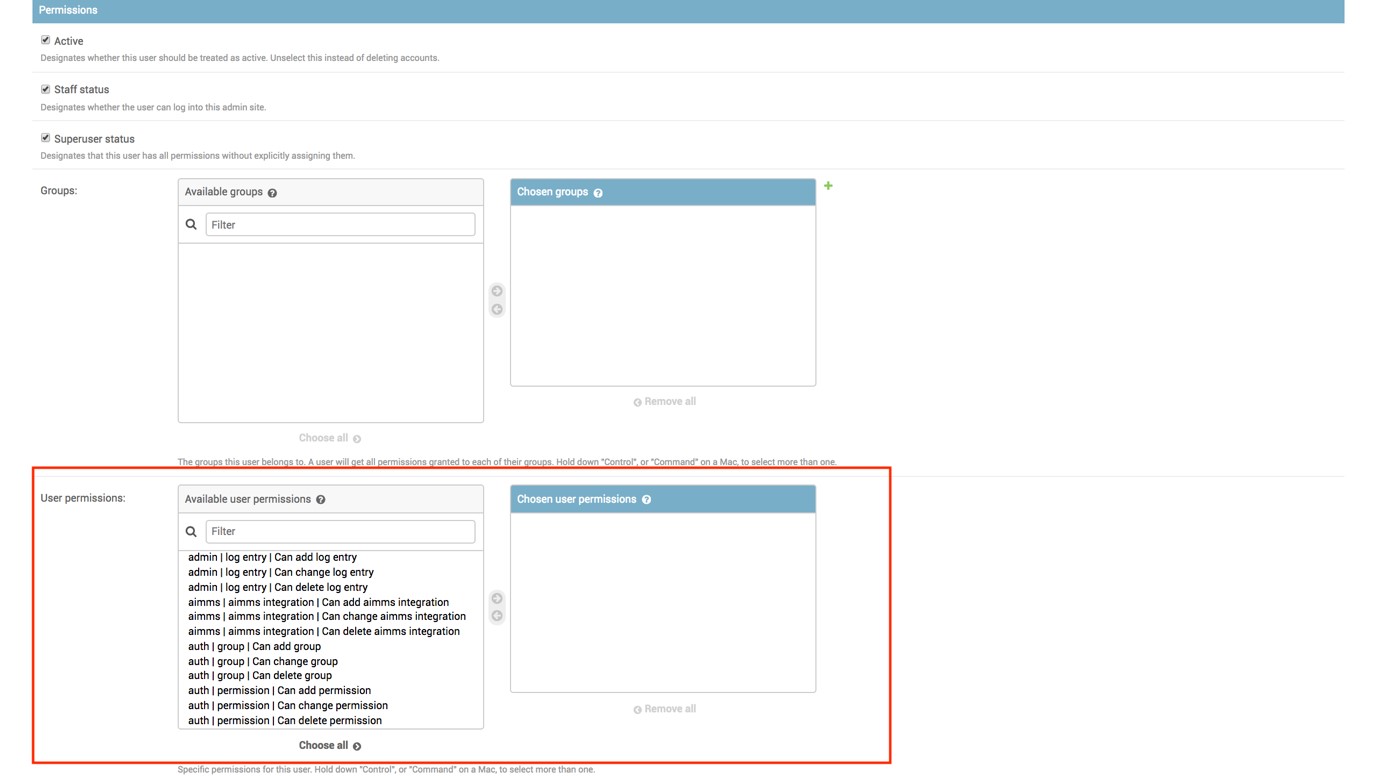 Permissions
Active
Designates whether this user should be treated as active. Unselect this instead of deleting accounts.
Staff status
Designates whether the user can log into this admin site.
Superuser status
Designates that this user has all permissions without explicitly assigning them.
Groups:
Available groups ?
Chosen groups ?
Filter
Remove all
Choose all
The groups this user belongs to. A user will get all permissions granted to each of their groups. Hold down "Control", or "Command" on a Mac, to select more than one.
User permissions:
Available user permissions ?
Chosen user permissions ?
Filter
admin | log entry | Can add log entry
admin | log entry | Can change log entry
admin | log entry | Can delete log entry
aimms | aimms integration | Can add aimms integration
aimms | aimms integration | Can change aimms integration
aimms | aimms integration | Can delete aimms integration
auth | group | Can add group
auth | group | Can change group
auth | group | Can delete group
auth | permission | Can add permission
auth | permission | Can change permission
auth | permission | Can delete permission
Remove all
Choose all
Specific permissions for this user. Hold down "Control", or "Command" on a Mac, to select more than one.